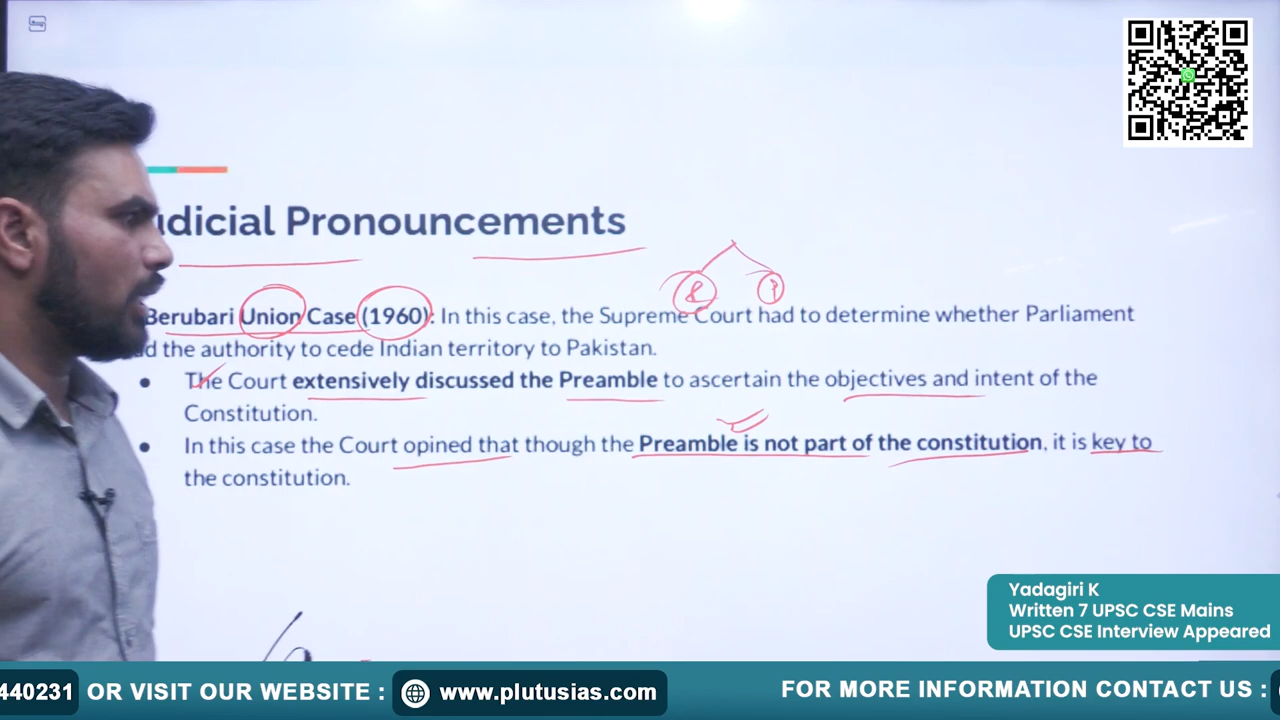 udicial Pronouncements
Berubari Union Case (1960): In this case, the Supreme Court had to determine whether Parliament
d the authority to cede Indian territory to Pakistan.
The Court extensively discussed the Preamble to ascertain the objectives and intent of the
Constitution.
In this case the Court opined that though the Preamble is not part of the constitution, it is key to
the constitution.
Yadagiri K
Written 7 UPSC CSE Mains
UPSC CSE Interview Appeared
440231 OR VISIT OUR WEBSITE : www.plutusias.com FOR MORE INFORMATION CONTACT US :